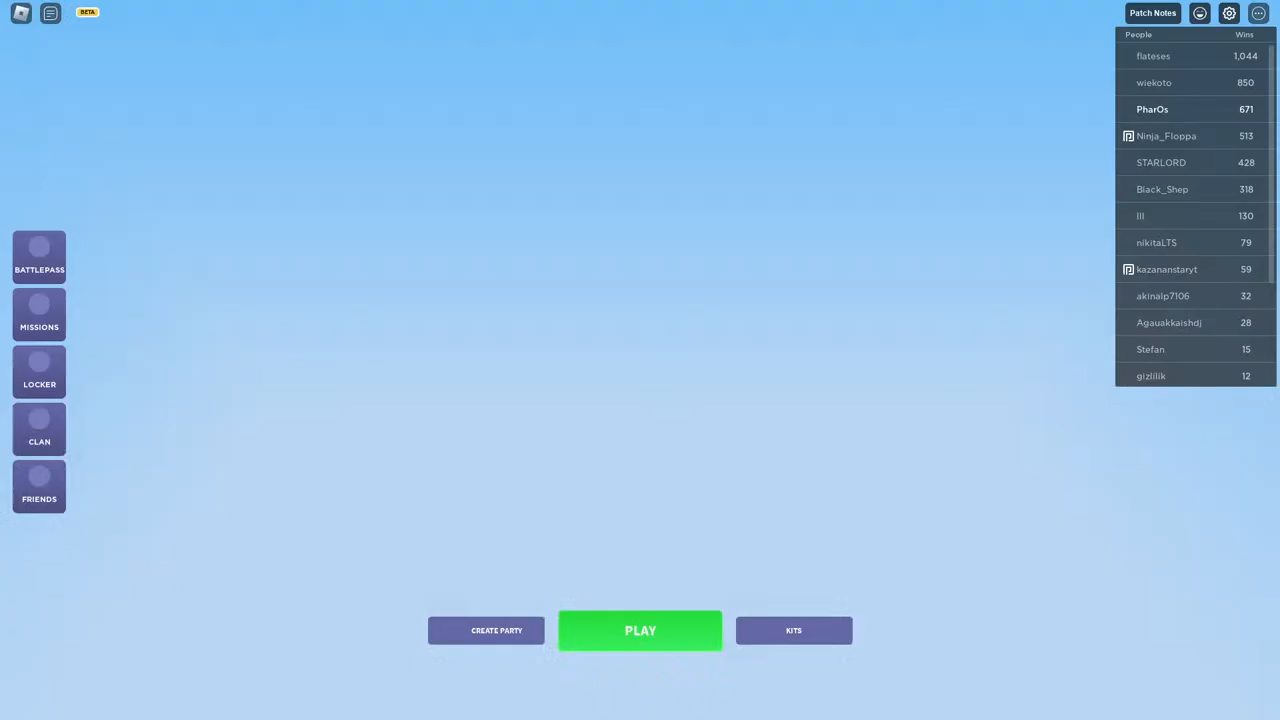 BETA
Patch Notes
People Wins
flateses 1,044
wiekoto 850
PharOs 671
Ninja_Floppa 513
STARLORD 428
Black_Shep 318
III 130
nikitaLTS 79
kazananstaryt 59
akinalp7106 32
Agauakkaishdj 28
Stefan 15
gizlilik 12
BATTLEPASS
MISSIONS
LOCKER
CLAN
FRIENDS
CREATE PARTY
PLAY
KITS